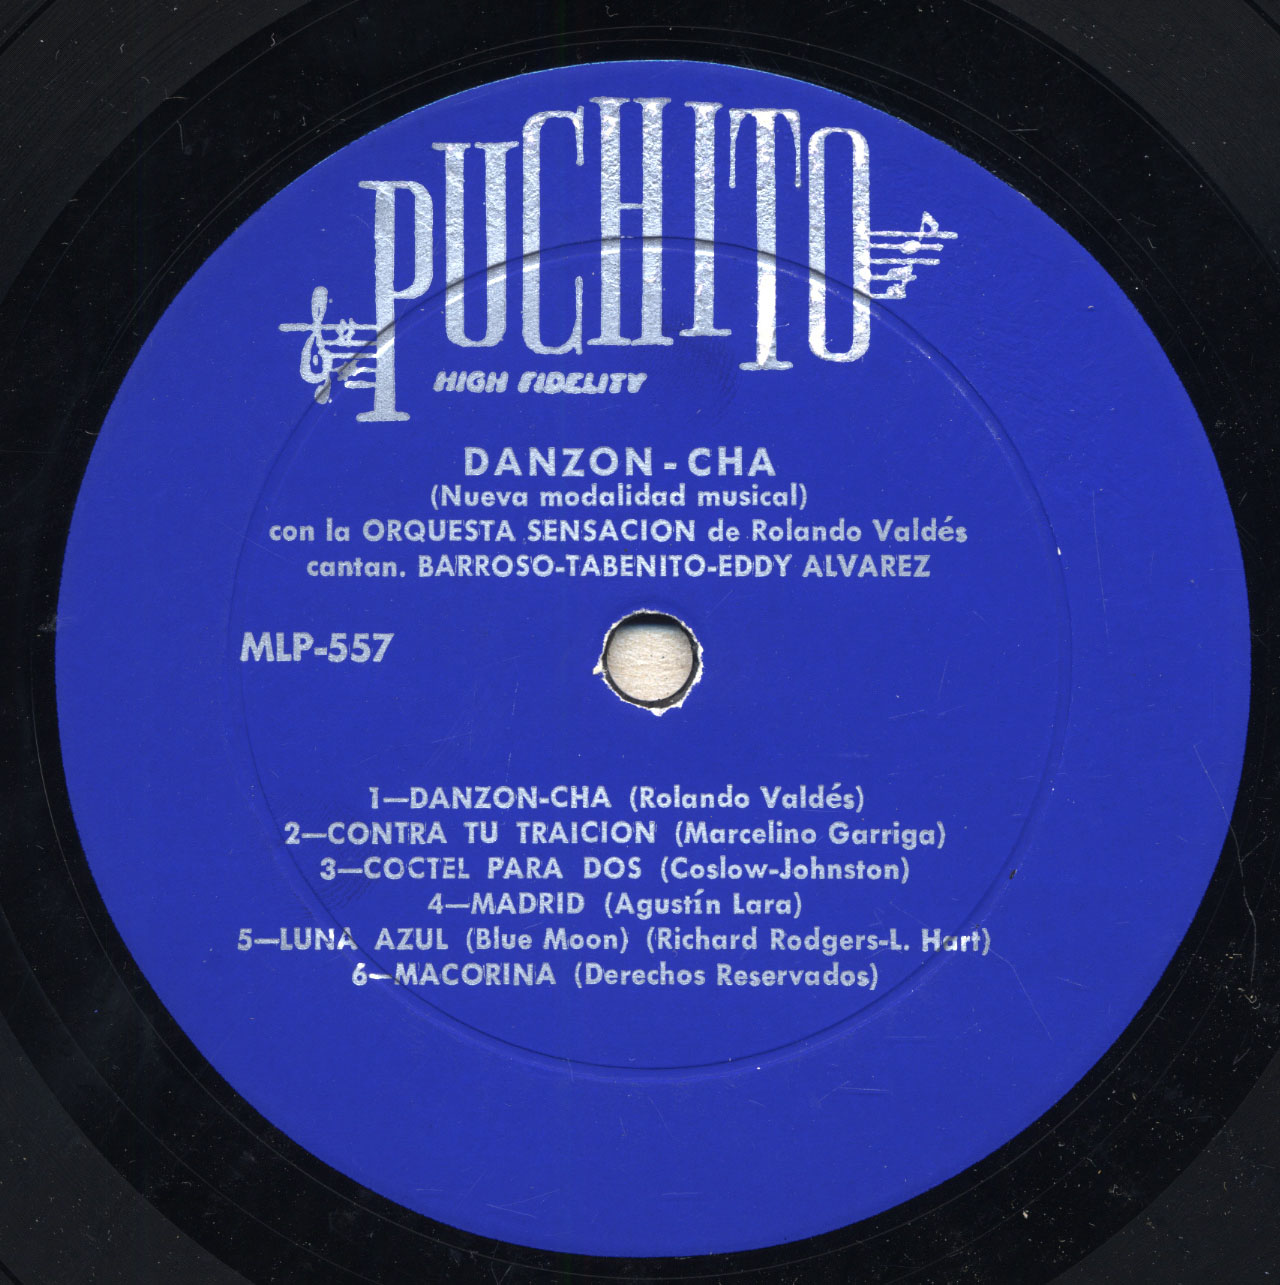 PUCHITO
HIGH FIDELITY
DANZON - CHA
(Nueva modalidad musical)
con la ORQUESTA SENSACION de Rolando Valdés
cantan. BARROSO-TABENITO-EDDY ALVAREZ
MLP-557
1—DANZON-CHA (Rolando Valdés)
2—CONTRA TU TRAICION (Marcelino Garriga)
3—COCTEL PARA DOS (Coslow-Johnston)
4—MADRID (Agustín Lara)
5—LUNA AZUL (Blue Moon) (Richard Rodgers-L. Hart)
6—MACORINA (Derechos Reservados)